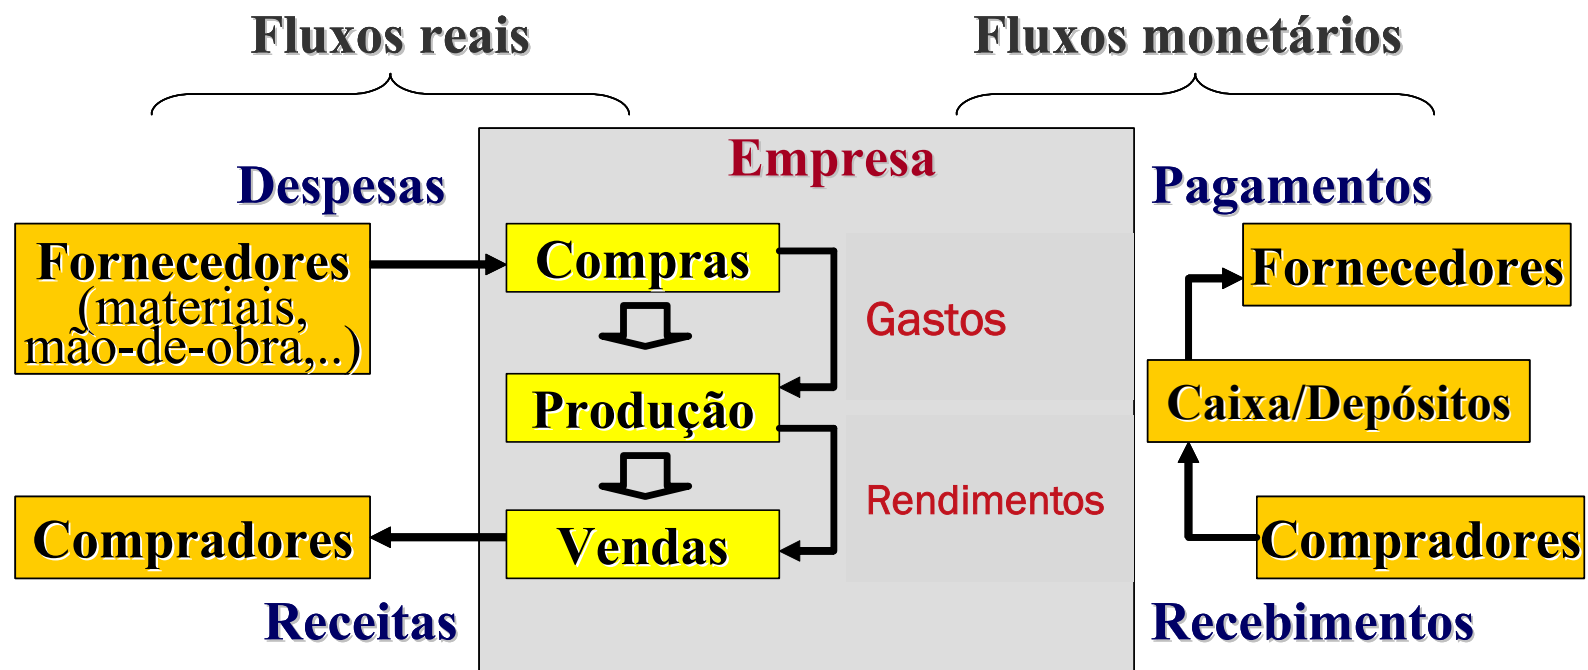 Fluxos reais
Fluxos monetários
Empresa
Despesas
Pagamentos
Fornecedores
(materiais,
mão-de-obra,..)
Compras
Fornecedores
Gastos
Produção
Caixa/Depósitos
Rendimentos
Compradores
Vendas
Compradores
Receitas
Recebimentos